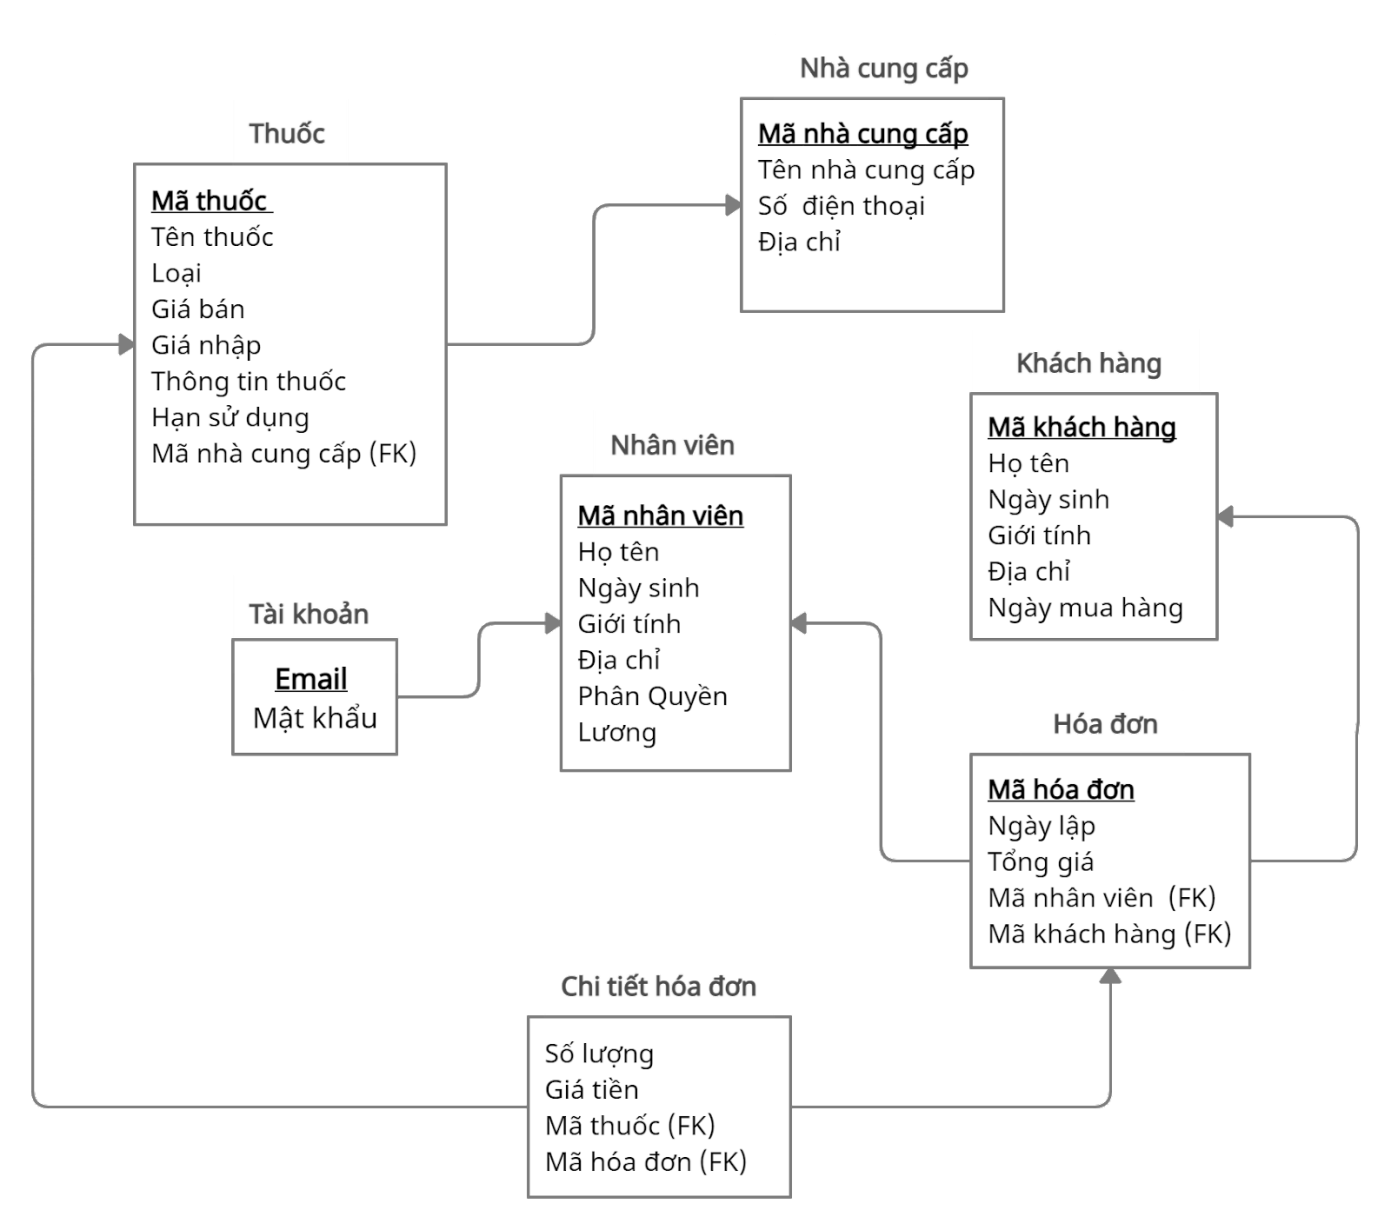 Nhà cung cấp
Mã nhà cung cấp
Tên nhà cung cấp
Số  điện thoại
Địa chỉ
Thuốc
Mã thuốc
Tên thuốc
Loại
Giá bán
Giá nhập
Thông tin thuốc
Hạn sử dụng
Mã nhà cung cấp (FK)
Khách hàng
Mã khách hàng
Họ tên
Ngày sinh
Giới tính
Địa chỉ
Ngày mua hàng
Nhân viên
Mã nhân viên
Họ tên
Ngày sinh
Giới tính
Địa chỉ
Phân Quyền
Lương
Tài khoản
Email
Mật khẩu
Hóa đơn
Mã hóa đơn
Ngày lập
Tổng giá
Mã nhân viên  (FK)
Mã khách hàng (FK)
Chi tiết hóa đơn
Số lượng
Giá tiền
Mã thuốc (FK)
Mã hóa đơn (FK)